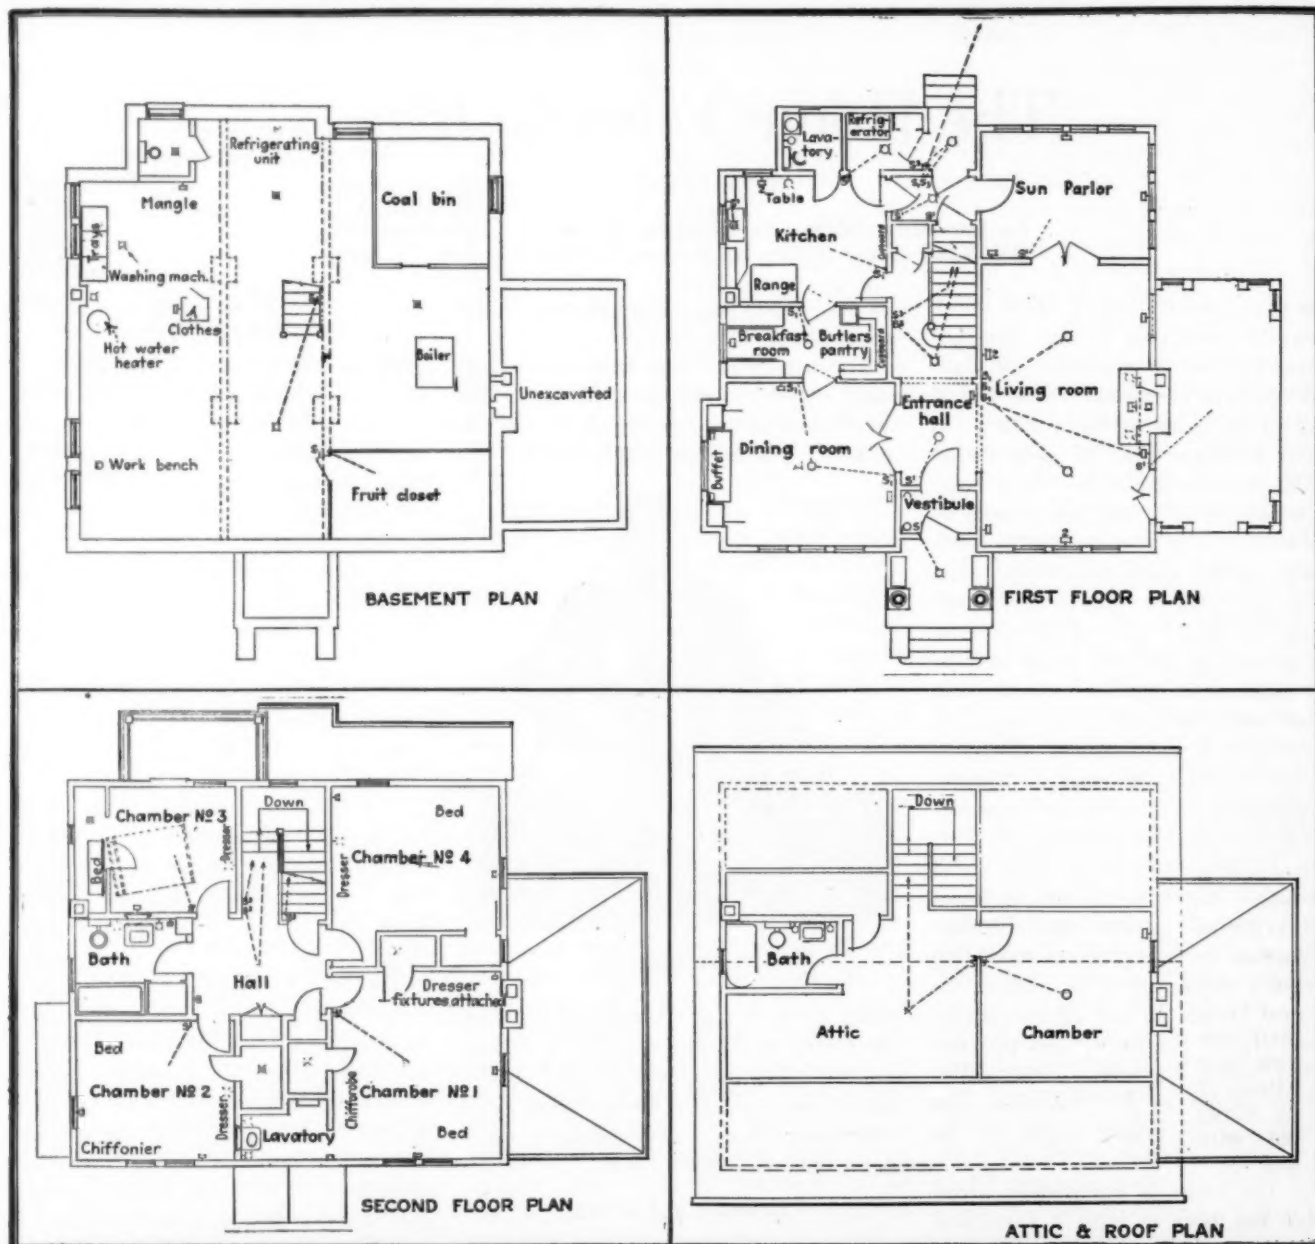 Refrigerating
unit
Mangle
Coal bin
Trays
Washing mach.
Clothes
Hot water
heater
Boiler
Unexcavated
Work bench
Fruit closet
BASEMENT PLAN
Lava-
tory
Refrig-
erator
Table
Sun Parlor
Kitchen
Cupboard
Range
Breakfast
room
Butlers
pantry
Cupboard
Living room
Entrance
hall
Dining room
Buffet
Vestibule
FIRST FLOOR PLAN
Down
Chamber Nº 3
Dresser
Bed
Bed
Chamber Nº 4
Dresser
Bath
Hall
Dresser
fixtures attached
Bed
Chamber Nº 2
Dresser
Chiffonier
Chamber Nº 1
Chiffarobe
Lavatory
Bed
SECOND FLOOR PLAN
Down
Bath
Attic
Chamber
ATTIC & ROOF PLAN